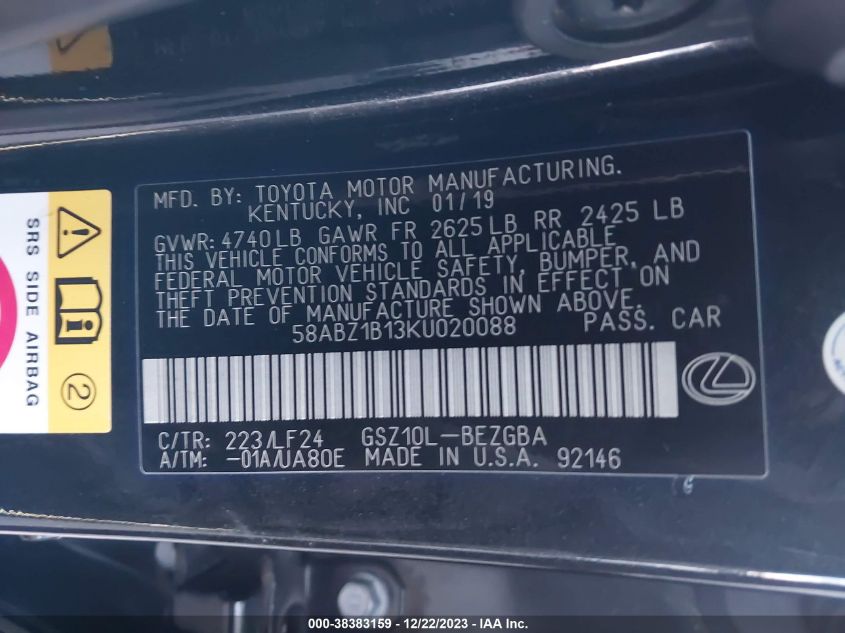 MFD. BY: TOYOTA MOTOR MANUFACTURING.
KENTUCKY, INC 01/19
GVWR: 4740LB GAWR FR 2625LB RR 2425 LB
THIS VEHICLE CONFORMS TO ALL APPLICABLE
FEDERAL MOTOR VEHICLE SAFETY, BUMPER, AND
THEFT PREVENTION STANDARDS IN EFFECT ON
THE DATE OF MANUFACTURE SHOWN ABOVE.
58ABZ1B13KU020088 PASS. CAR
C/TR: 223/LF24 GSZ10L-BEZGBA
A/TM: -01A/UA80E MADE IN U.S.A. 92146
SRS SIDE AIRBAG
2
000-38383159 - 12/22/2023 - IAA Inc.